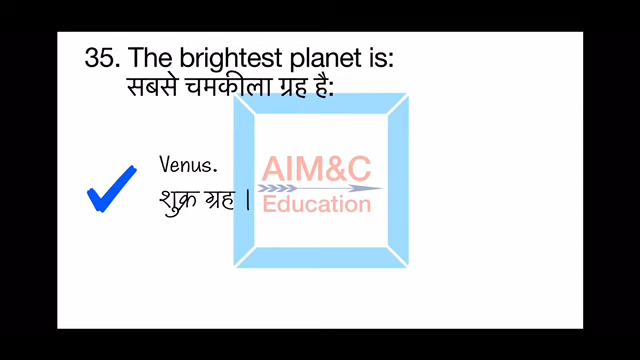 35. The brightest planet is:
सबसे चमकीला ग्रह है:
Venus.
शुक्र ग्रह |
AIM&C
Education